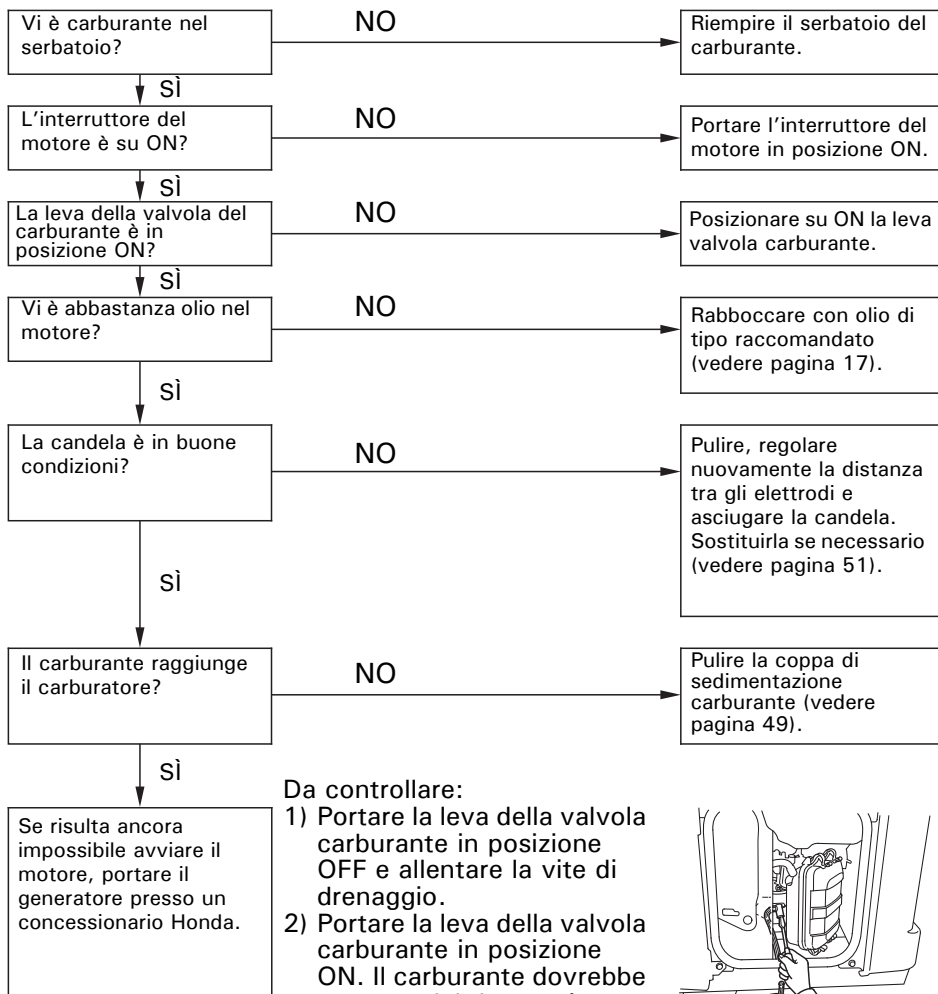 Vi è carburante nel
serbatoio?
NO
Riempire il serbatoio del
carburante.
SÌ
L'interruttore del
motore è su ON?
NO
Portare l'interruttore del
motore in posizione ON.
SÌ
La leva della valvola del
carburante è in
posizione ON?
NO
Posizionare su ON la leva
valvola carburante.
SÌ
Vi è abbastanza olio nel
motore?
NO
Rabboccare con olio di
tipo raccomandato
(vedere pagina 17).
SÌ
La candela è in buone
condizioni?
NO
Pulire, regolare
nuovamente la distanza
tra gli elettrodi e
asciugare la candela.
Sostituirla se necessario
(vedere pagina 51).
SÌ
Il carburante raggiunge
il carburatore?
NO
Pulire la coppa di
sedimentazione
carburante (vedere
pagina 49).
SÌ
Se risulta ancora
impossibile avviare il
motore, portare il
generatore presso un
concessionario Honda.
Da controllare:
1) Portare la leva della valvola
carburante in posizione
OFF e allentare la vite di
drenaggio.
2) Portare la leva della valvola
carburante in posizione
ON. Il carburante dovrebbe